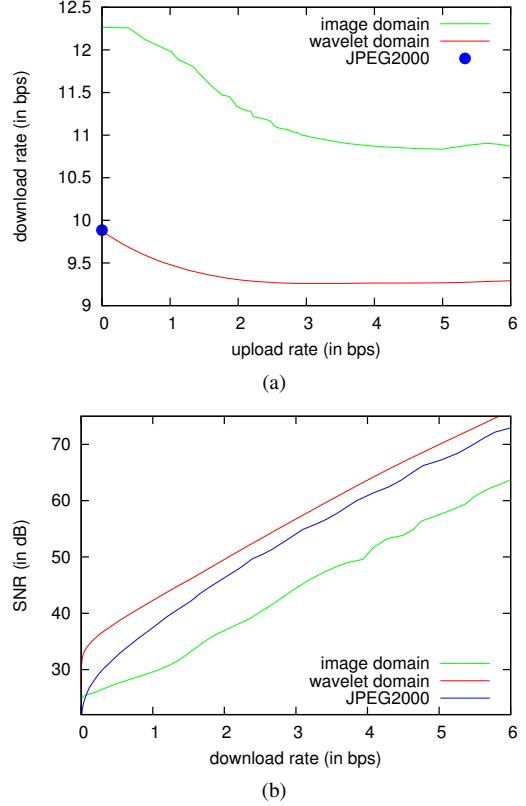 12.5
12
11.5
11
10.5
10
9.5
9
download rate (in bps)
image domain
wavelet domain
JPEG2000
0 1 2 3 4 5 6
upload rate (in bps)
(a)
70
60
50
40
30
SNR (in dB)
image domain
wavelet domain
JPEG2000
0 1 2 3 4 5 6
download rate (in bps)
(b)